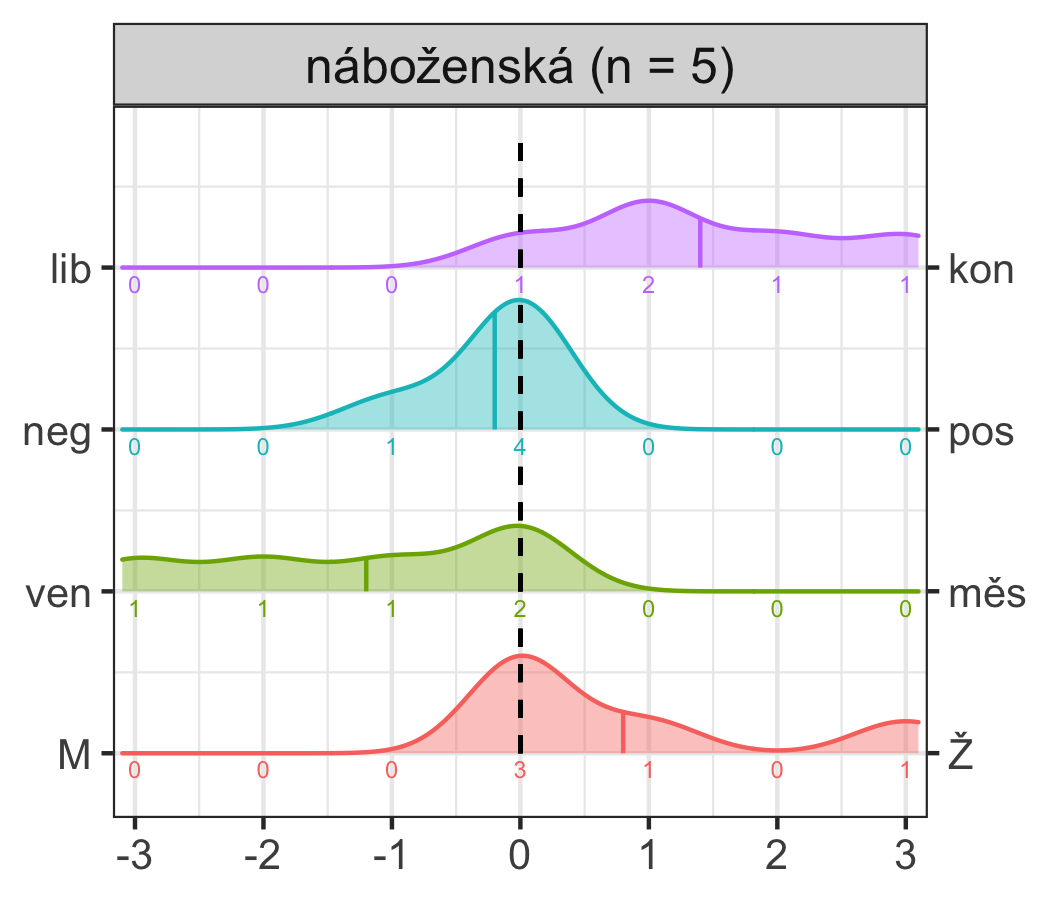 náboženská (n = 5)
lib kon
0 0 0 1 2 1 1
neg pos
0 0 1 4 0 0 0
ven měs
1 1 1 2 0 0 0
M Ž
0 0 0 3 1 0 1
-3 -2 -1 0 1 2 3